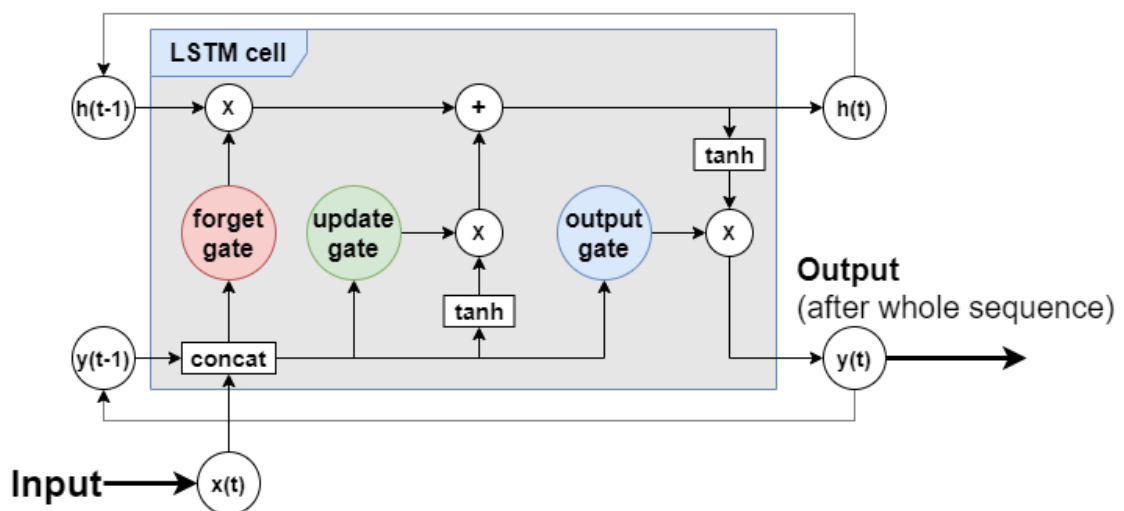 LSTM cell
h(t-1)
X
+
h(t)
tanh
forget
gate
update
gate
X
output
gate
X
Output
(after whole sequence)
tanh
y(t-1)
concat
y(t)
Input
x(t)